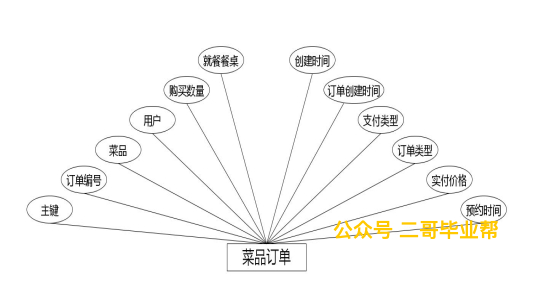 就餐餐桌
创建时间
购买数量
订单创建时间
用户
支付类型
菜品
订单类型
订单编号
实付价格
主键
预约时间
公众号 二哥毕业帮
菜品订单